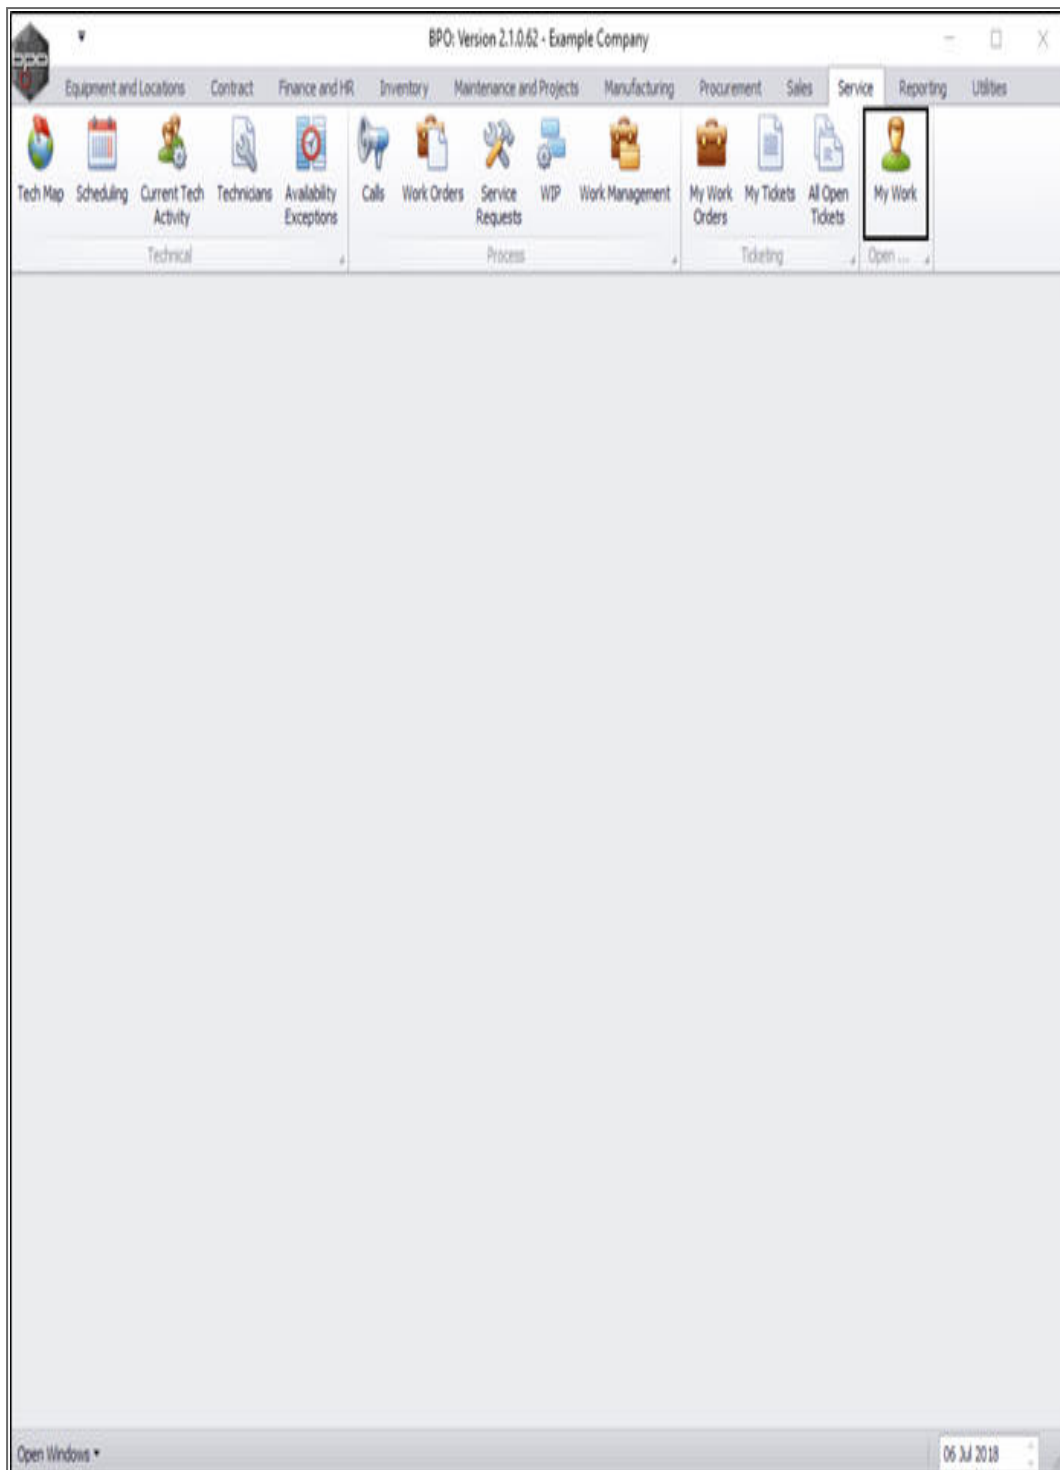 bpo
BPO: Version 2.1.0.62 - Example Company
Equipment and Locations Contract Finance and HR Inventory Maintenance and Projects Manufacturing Procurement Sales Service Reporting Utilities
Tech Map Scheduling Current Tech Technicians Availability Calls Work Orders Service WIP Work Management My Work My Tickets All Open My Work
Activity Exceptions Requests Orders Tickets
Technical Process Ticketing Open ...
Open Windows 06 Jul 2018